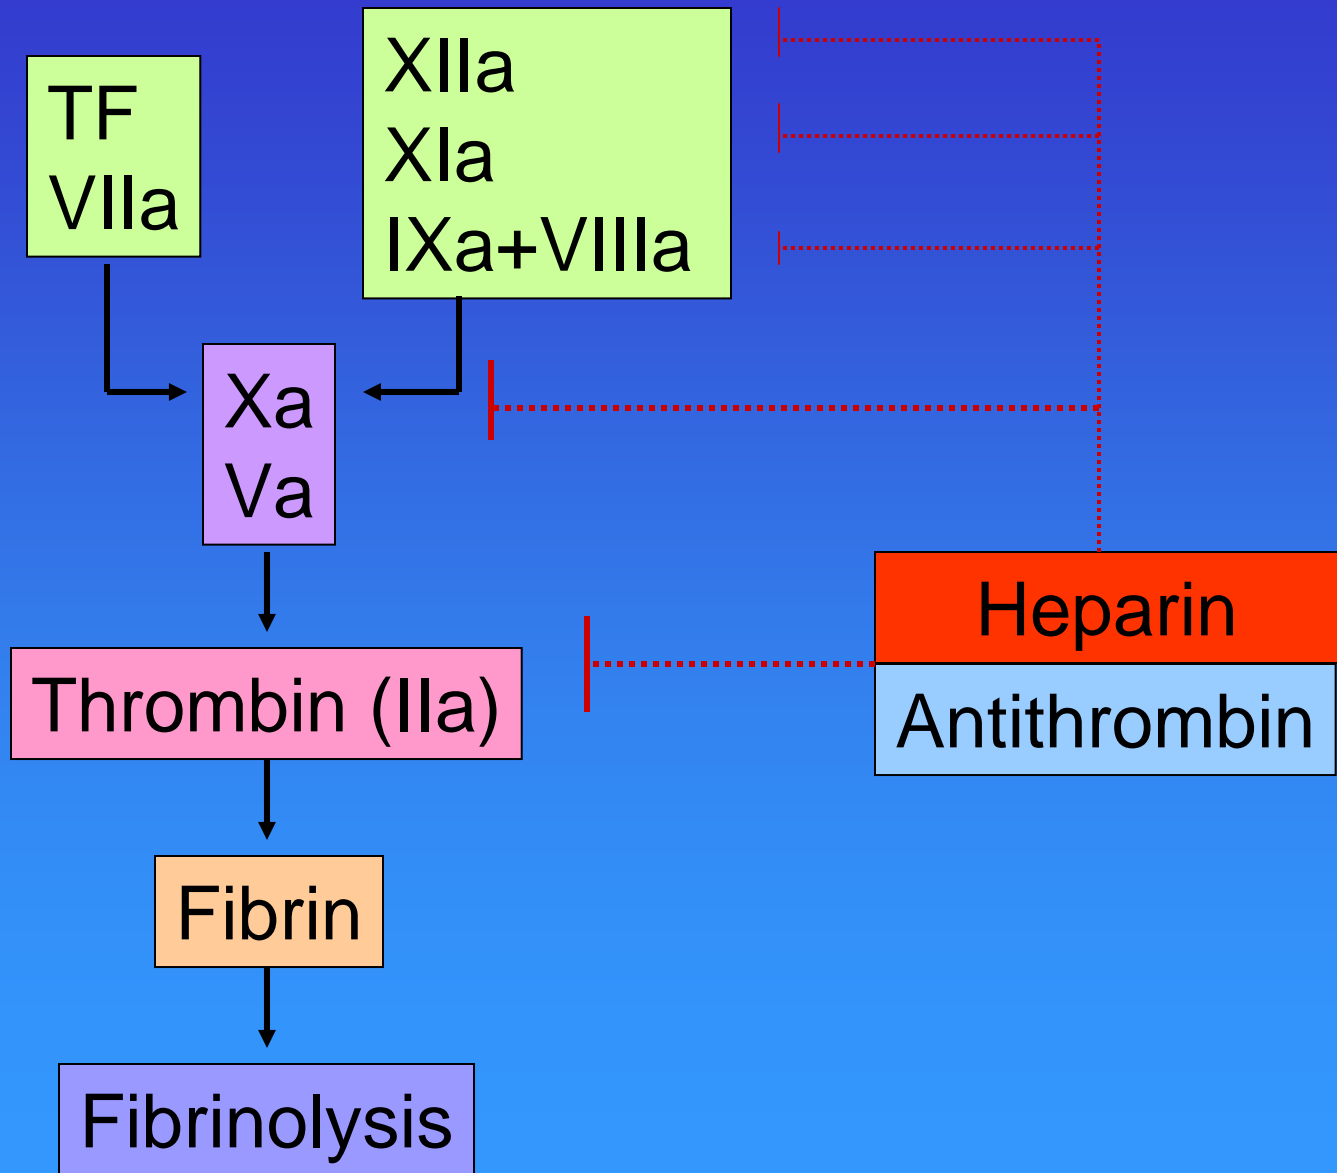 TF
VIIa
XIIa
XIa
IXa+VIIIa
Xa
Va
Heparin
Thrombin (IIa)
Antithrombin
Fibrin
Fibrinolysis